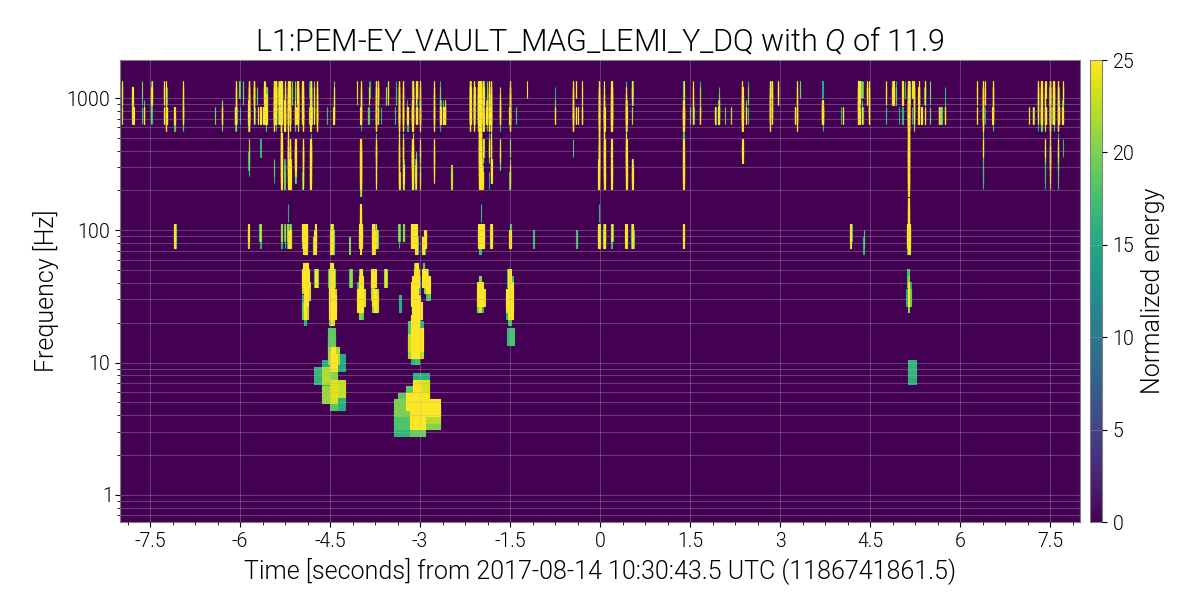 L1:PEM-EY_VAULT_MAG_LEMI_Y_DQ with Q of 11.9
Frequency [Hz]
1000
100
10
1
-7.5 -6 -4.5 -3 -1.5 0 1.5 3 4.5 6 7.5
Time [seconds] from 2017-08-14 10:30:43.5 UTC (1186741861.5)
25
20
15
10
5
0
Normalized energy